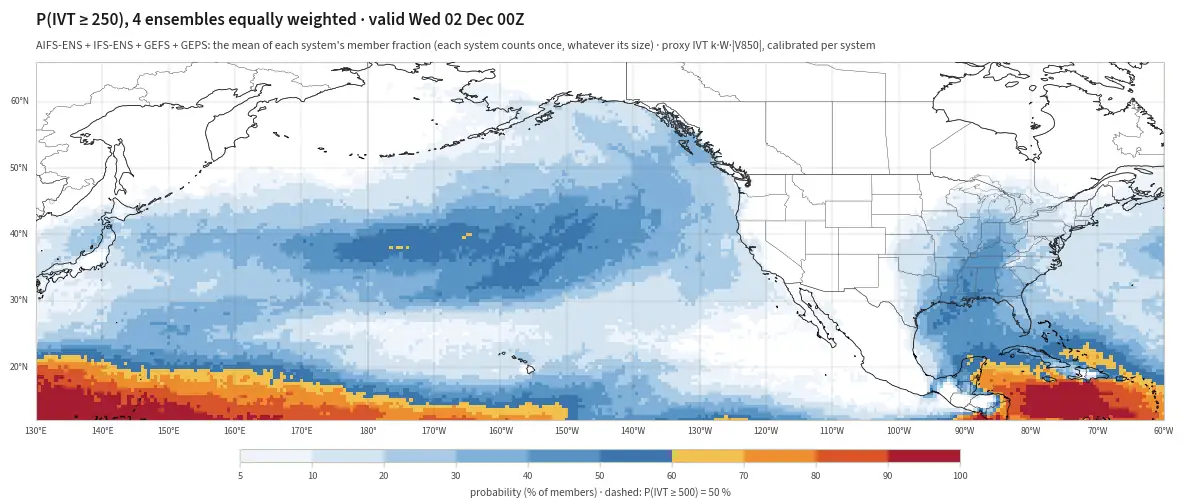 P(IVT ≥ 250), 4 ensembles equally weighted · valid Wed 02 Dec 00Z
AIFS-ENS + IFS-ENS + GEFS + GEPS: the mean of each system's member fraction (each system counts once, whatever its size) · proxy IVT k·W·|V850|, calibrated per system
60°N
50°N
40°N
30°N
20°N
130°E 140°E 150°E 160°E 170°E 180° 170°W 160°W 150°W 140°W 130°W 120°W 110°W 100°W 90°W 80°W 70°W 60°W
5 10 20 30 40 50 60 70 80 90 100
probability (% of members) · dashed: P(IVT ≥ 500) = 50 %